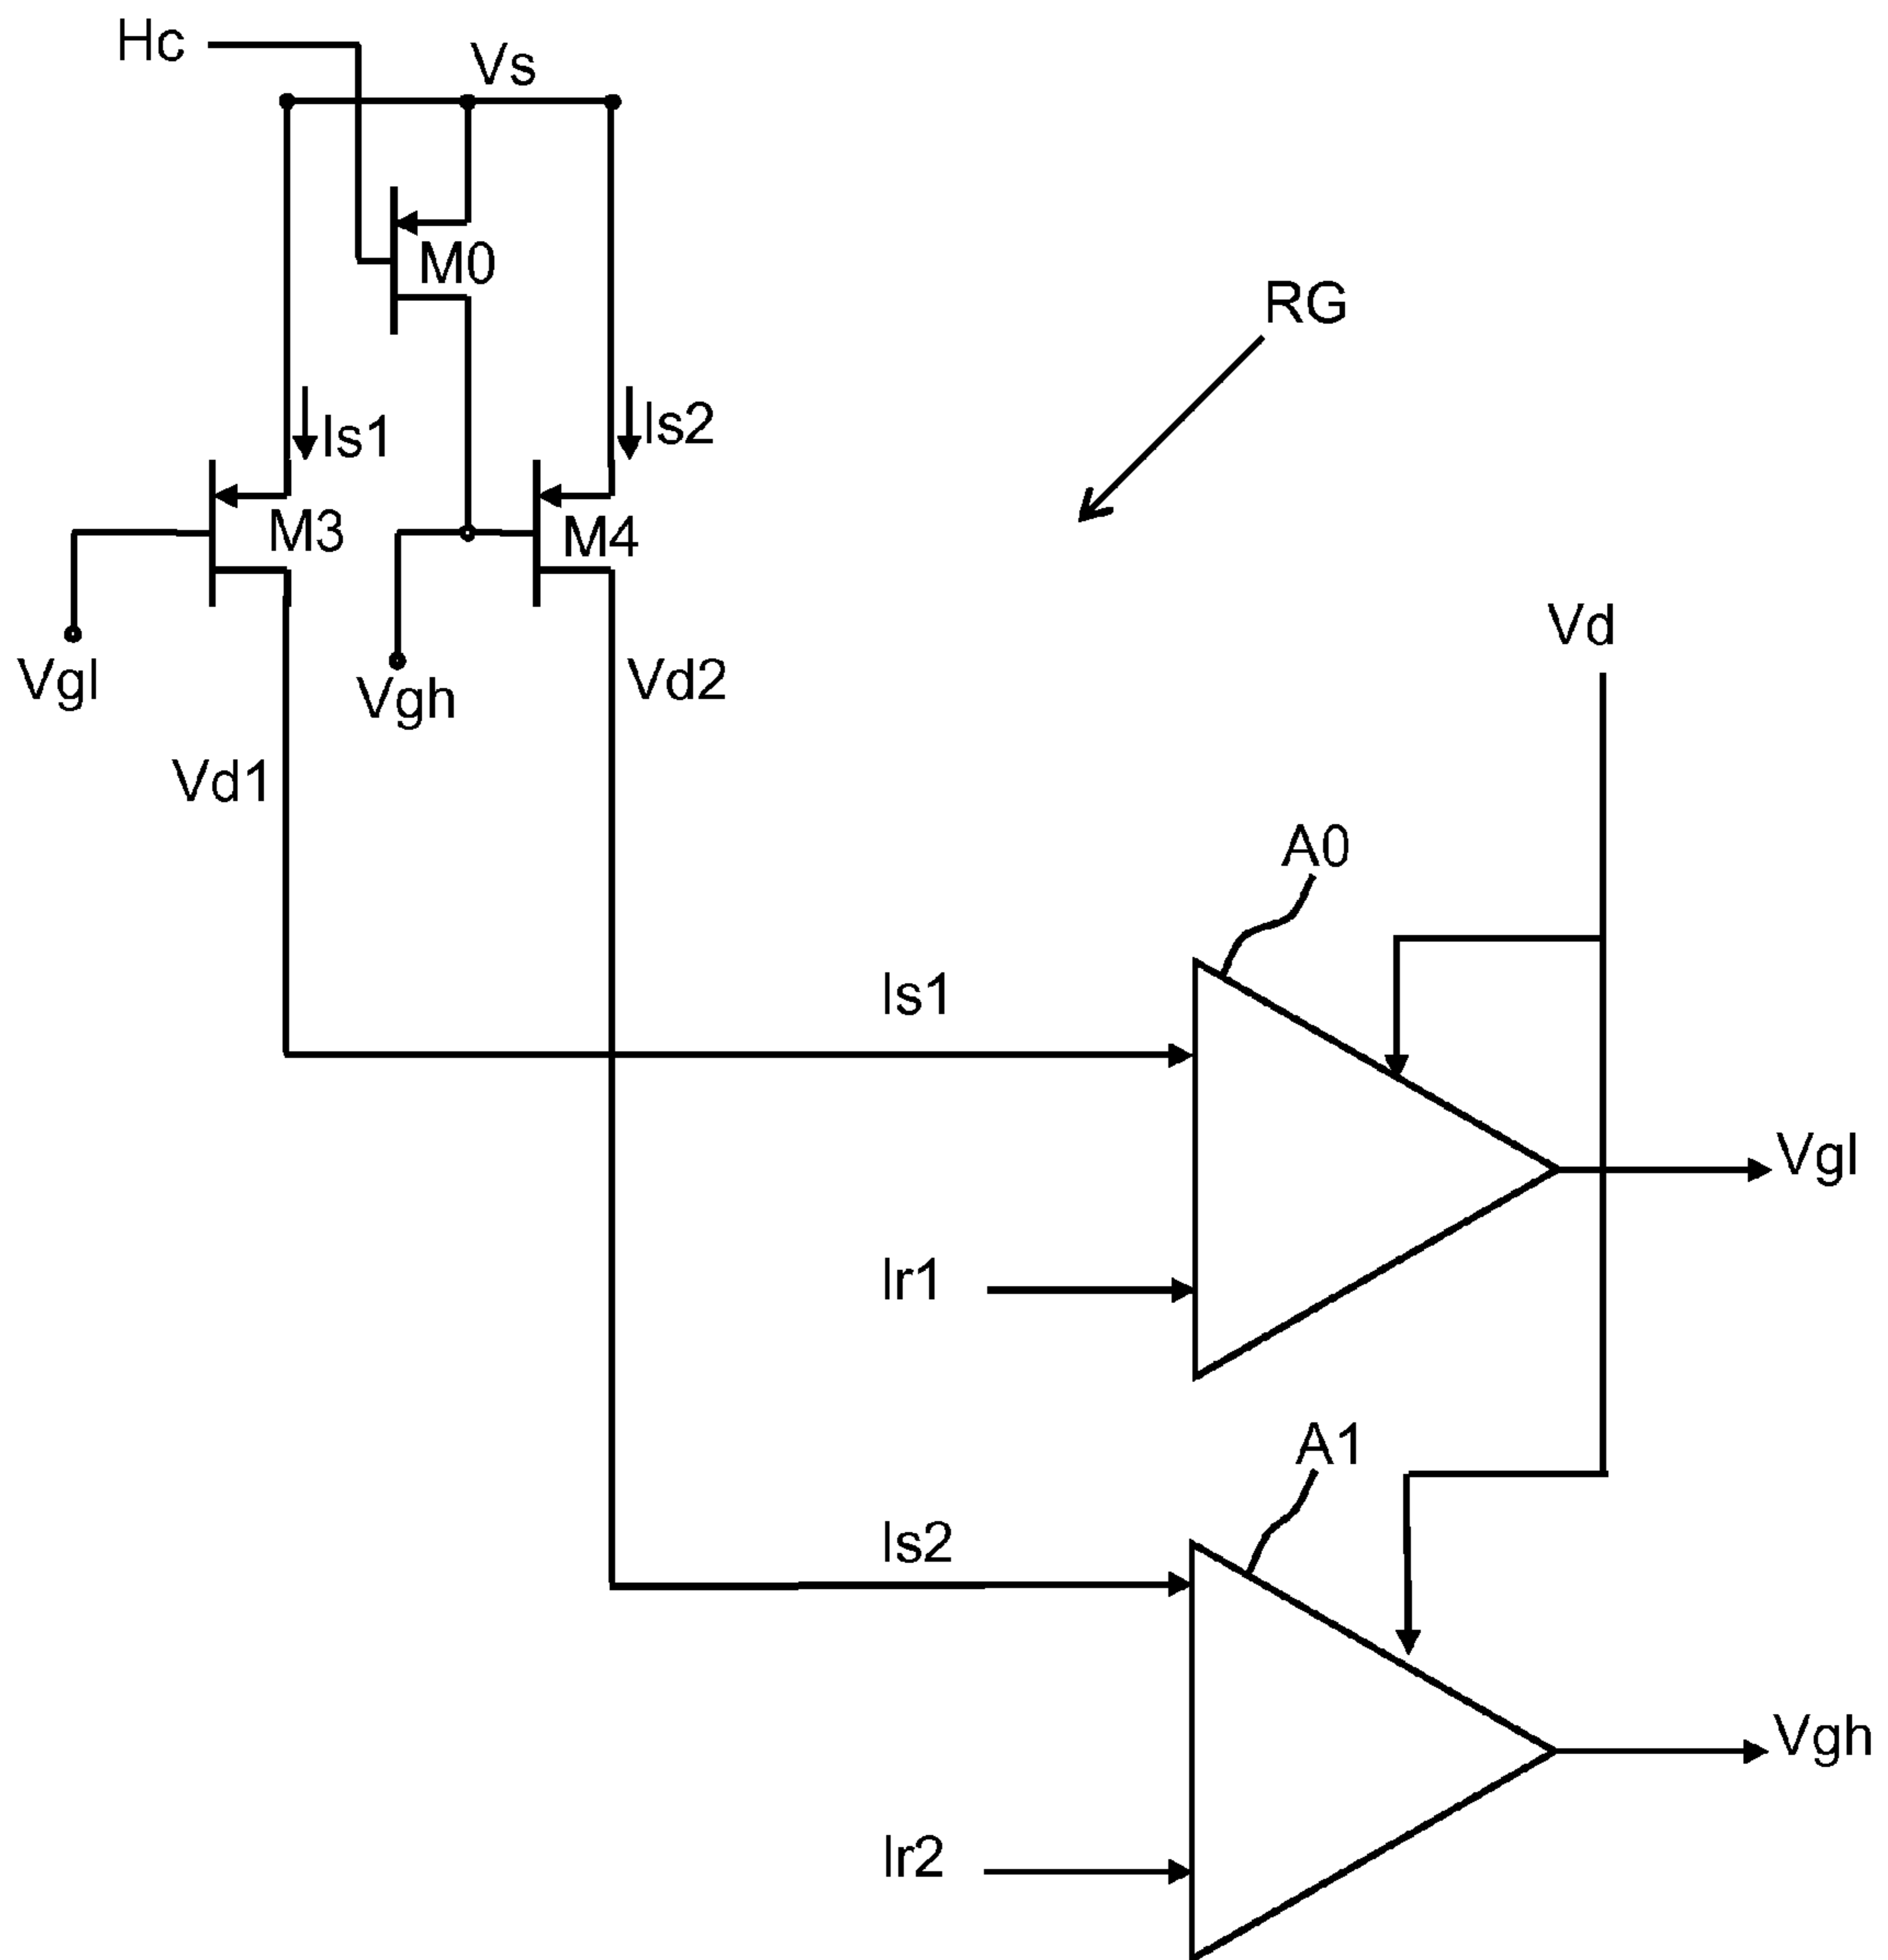 Hc
Vs
M0
RG
Is1
Is2
M3
M4
Vgl
Vgh
Vd2
Vd
Vd1
A0
Is1
Vgl
Ir1
A1
Is2
Vgh
Ir2